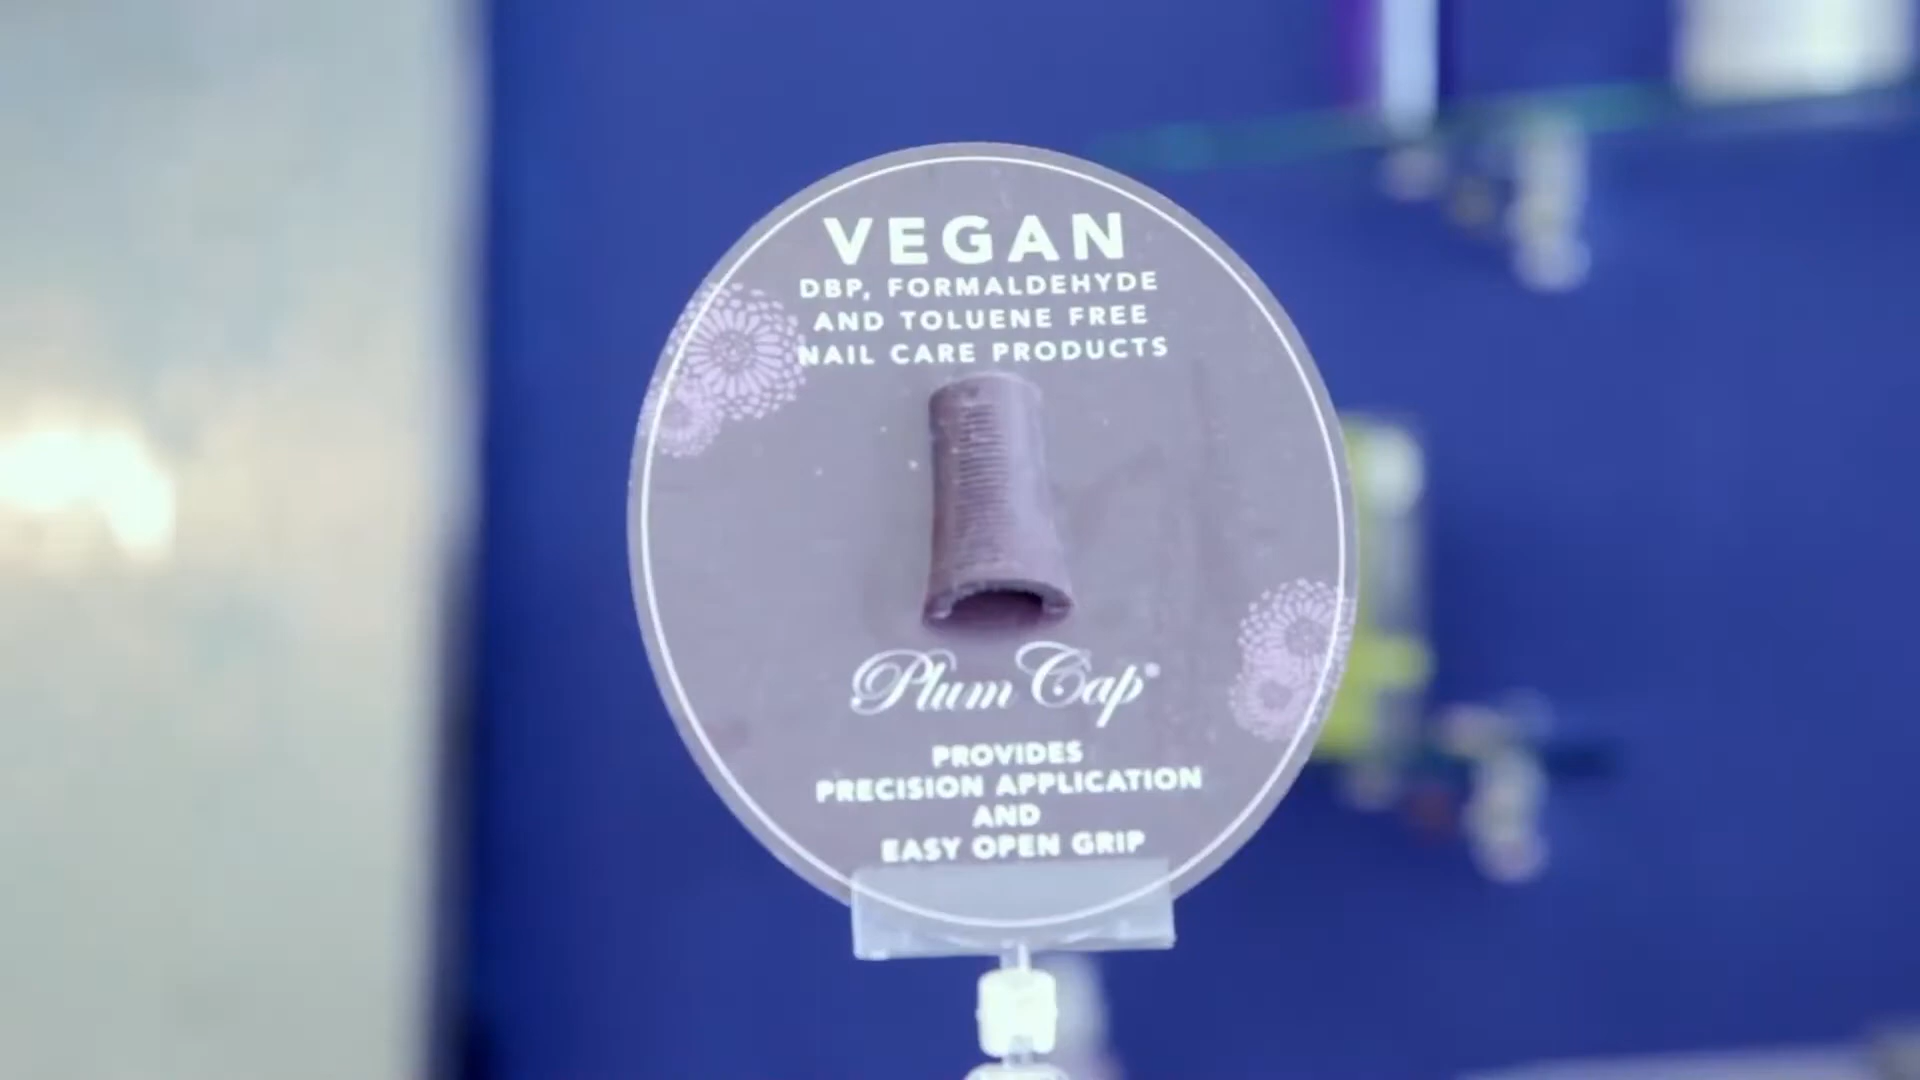 VEGAN
DBP, FORMALDEHYDE
AND TOLUENE FREE
NAIL CARE PRODUCTS
Plum Cap®
PROVIDES
PRECISION APPLICATION
AND
EASY OPEN GRIP